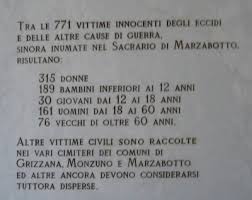 Tra le 771 vittime innocenti degli eccidi
e delle altre cause di guerra,
sinora inumate nel Sacrario di Marzabotto,
risultano:
315 donne
189 bambini inferiori ai 12 anni
30 giovani dai 12 ai 18 anni
161 uomini dai 18 ai 60 anni
76 vecchi di oltre 60 anni.
Altre vittime civili sono raccolte
nei vari cimiteri dei comuni di
Grizzana, Monzuno e Marzabotto
ed altre ancora devono considerarsi
tuttora disperse.